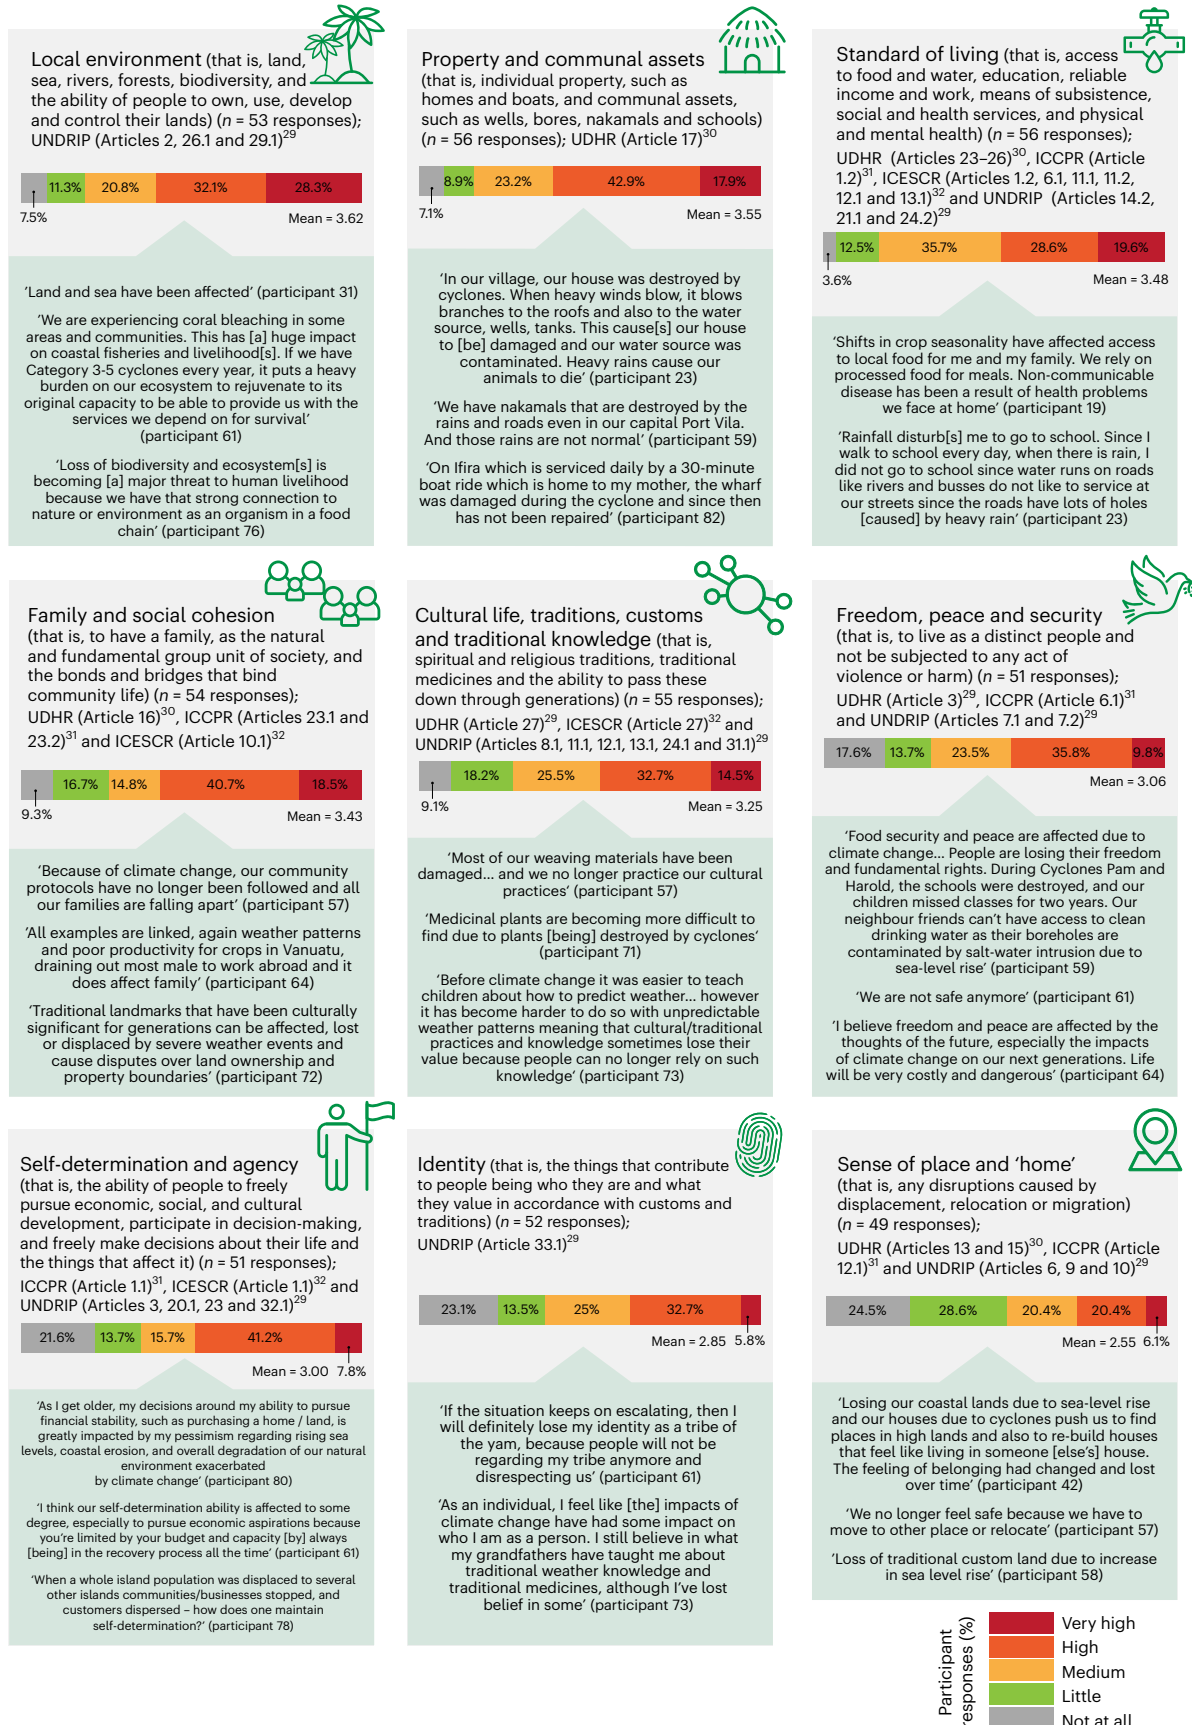 Local environment (that is, land,
sea, rivers, forests, biodiversity, and
the ability of people to own, use, develop
and control their lands) (n = 53 responses);
UNDRIP (Articles 2, 26.1 and 29.1)29
11.3% 20.8% 32.1% 28.3%
7.5% Mean = 3.62
'Land and sea have been affected' (participant 31)
'We are experiencing coral bleaching in some
areas and communities. This has [a] huge impact
on coastal fisheries and livelihood[s]. If we have
Category 3-5 cyclones every year, it puts a heavy
burden on our ecosystem to rejuvenate to its
original capacity to be able to provide us with the
services we depend on for survival'
(participant 61)
'Loss of biodiversity and ecosystem[s] is
becoming [a] major threat to human livelihood
because we have that strong connection to
nature or environment as an organism in a food
chain' (participant 76)
Property and communal assets
(that is, individual property, such as
homes and boats, and communal assets,
such as wells, bores, nakamals and schools)
(n = 56 responses); UDHR (Article 17)30
8.9% 23.2% 42.9% 17.9%
7.1% Mean = 3.55
'In our village, our house was destroyed by
cyclones. When heavy winds blow, it blows
branches to the roofs and also to the water
source, wells, tanks. This cause[s] our house
to [be] damaged and our water source was
contaminated. Heavy rains cause our
animals to die' (participant 23)
'We have nakamals that are destroyed by the
rains and roads even in our capital Port Vila.
And those rains are not normal' (participant 59)
'On Ifira which is serviced daily by a 30-minute
boat ride which is home to my mother, the wharf
was damaged during the cyclone and since then
has not been repaired' (participant 82)
Standard of living (that is, access
to food and water, education, reliable
income and work, means of subsistence,
social and health services, and physical
and mental health) (n = 56 responses);
UDHR (Articles 23–26)30, ICCPR (Article
1.2)31, ICESCR (Articles 1.2, 6.1, 11.1, 11.2,
12.1 and 13.1)32 and UNDRIP (Articles 14.2,
21.1 and 24.2)29
12.5% 35.7% 28.6% 19.6%
3.6% Mean = 3.48
'Shifts in crop seasonality have affected access
to local food for me and my family. We rely on
processed food for meals. Non-communicable
disease has been a result of health problems
we face at home' (participant 19)
'Rainfall disturb[s] me to go to school. Since I
walk to school every day, when there is rain, I
did not go to school since water runs on roads
like rivers and busses do not like to service at
our streets since the roads have lots of holes
[caused] by heavy rain' (participant 23)
Family and social cohesion
(that is, to have a family, as the natural
and fundamental group unit of society, and
the bonds and bridges that bind
community life) (n = 54 responses);
UDHR (Article 16)30, ICCPR (Articles 23.1 and
23.2)31 and ICESCR (Article 10.1)32
16.7% 14.8% 40.7% 18.5%
9.3% Mean = 3.43
'Because of climate change, our community
protocols have no longer been followed and all
our families are falling apart' (participant 57)
'All examples are linked, again weather patterns
and poor productivity for crops in Vanuatu,
draining out most male to work abroad and it
does affect family' (participant 64)
'Traditional landmarks that have been culturally
significant for generations can be affected, lost
or displaced by severe weather events and
cause disputes over land ownership and
property boundaries' (participant 72)
Cultural life, traditions, customs
and traditional knowledge (that is,
spiritual and religious traditions, traditional
medicines and the ability to pass these
down through generations) (n = 55 responses);
UDHR (Article 27)29, ICESCR (Article 27)32 and
UNDRIP (Articles 8.1, 11.1, 12.1, 13.1, 24.1 and 31.1)29
18.2% 25.5% 32.7% 14.5%
9.1% Mean = 3.25
'Most of our weaving materials have been
damaged... and we no longer practice our cultural
practices' (participant 57)
'Medicinal plants are becoming more difficult to
find due to plants [being] destroyed by cyclones'
(participant 71)
'Before climate change it was easier to teach
children about how to predict weather... however
it has become harder to do so with unpredictable
weather patterns meaning that cultural/traditional
practices and knowledge sometimes lose their
value because people can no longer rely on such
knowledge' (participant 73)
Freedom, peace and security
(that is, to live as a distinct people and
not be subjected to any act of
violence or harm) (n = 51 responses);
UDHR (Article 3)29, ICCPR (Article 6.1)31
and UNDRIP (Articles 7.1 and 7.2)29
17.6% 13.7% 23.5% 35.8% 9.8%
Mean = 3.06
'Food security and peace are affected due to
climate change... People are losing their freedom
and fundamental rights. During Cyclones Pam and
Harold, the schools were destroyed, and our
children missed classes for two years. Our
neighbour friends can't have access to clean
drinking water as their boreholes are
contaminated by salt-water intrusion due to
sea-level rise' (participant 59)
'We are not safe anymore' (participant 61)
'I believe freedom and peace are affected by the
thoughts of the future, especially the impacts
of climate change on our next generations. Life
will be very costly and dangerous' (participant 64)
Self-determination and agency
(that is, the ability of people to freely
pursue economic, social, and cultural
development, participate in decision-making,
and freely make decisions about their life and
the things that affect it) (n = 51 responses);
ICCPR (Article 1.1)31, ICESCR (Article 1.1)32 and
UNDRIP (Articles 3, 20.1, 23 and 32.1)29
21.6% 13.7% 15.7% 41.2%
Mean = 3.00 7.8%
'As I get older, my decisions around my ability to pursue
financial stability, such as purchasing a home / land, is
greatly impacted by my pessimism regarding rising sea
levels, coastal erosion, and overall degradation of our natural
environment exacerbated
by climate change' (participant 80)
'I think our self-determination ability is affected to some
degree, especially to pursue economic aspirations because
you're limited by your budget and capacity [by] always
[being] in the recovery process all the time' (participant 61)
'When a whole island population was displaced to several
other islands communities/businesses stopped, and
customers dispersed – how does one maintain
self-determination?' (participant 78)
Identity (that is, the things that contribute
to people being who they are and what
they value in accordance with customs and
traditions) (n = 52 responses);
UNDRIP (Article 33.1)29
23.1% 13.5% 25% 32.7%
Mean = 2.85 5.8%
'If the situation keeps on escalating, then I
will definitely lose my identity as a tribe of
the yam, because people will not be
regarding my tribe anymore and
disrespecting us' (participant 61)
'As an individual, I feel like [the] impacts of
climate change have had some impact on
who I am as a person. I still believe in what
my grandfathers have taught me about
traditional weather knowledge and
traditional medicines, although I've lost
belief in some' (participant 73)
Sense of place and 'home'
(that is, any disruptions caused by
displacement, relocation or migration)
(n = 49 responses);
UDHR (Articles 13 and 15)30, ICCPR (Article
12.1)31 and UNDRIP (Articles 6, 9 and 10)29
24.5% 28.6% 20.4% 20.4%
Mean = 2.55 6.1%
'Losing our coastal lands due to sea-level rise
and our houses due to cyclones push us to find
places in high lands and also to re-build houses
that feel like living in someone [else's] house.
The feeling of belonging had changed and lost
over time' (participant 42)
'We no longer feel safe because we have to
move to other place or relocate' (participant 57)
'Loss of traditional custom land due to increase
in sea level rise' (participant 58)
Participant
responses (%)
Very high
High
Medium
Little
Not at all